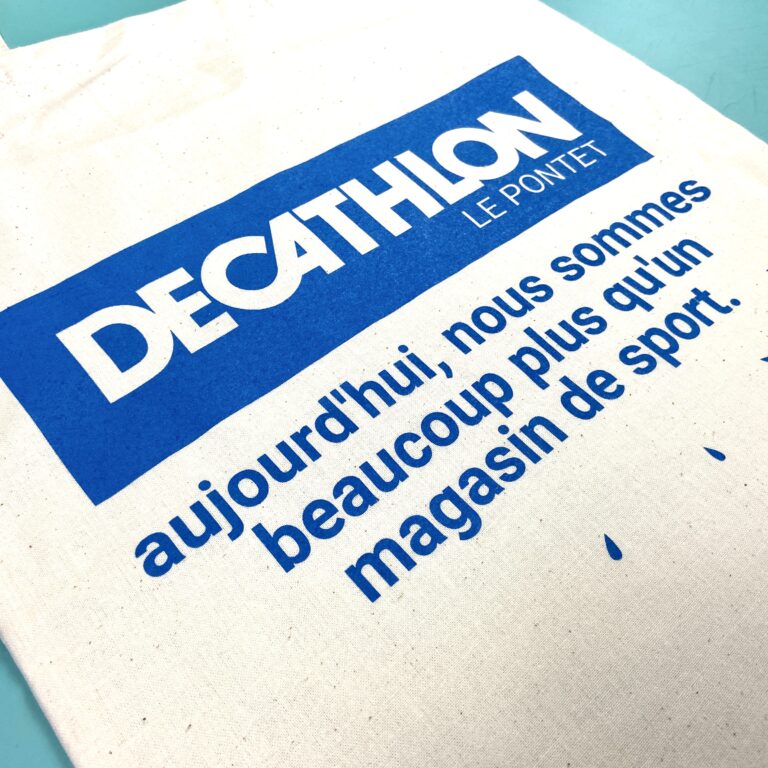 DECATHLON
LE PONTET
aujourd'hui, nous sommes
beaucoup plus qu'un
magasin de sport.